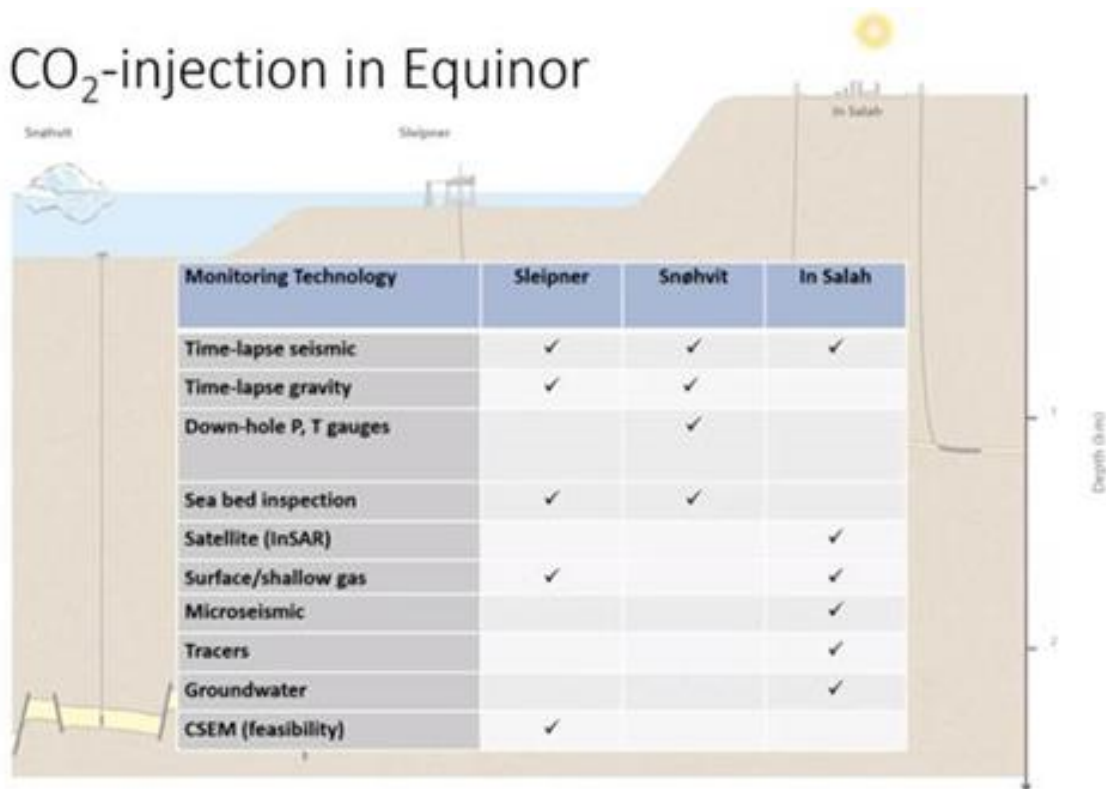 CO₂-injection in Equinor
Snøhvit
Sleipner
In Salah
Monitoring Technology Sleipner Snøhvit In Salah
Time-lapse seismic ✓ ✓ ✓
Time-lapse gravity ✓ ✓
Down-hole P, T gauges ✓
Sea bed inspection ✓ ✓
Satellite (InSAR) ✓
Surface/shallow gas ✓ ✓
Microseismic ✓
Tracers ✓
Groundwater ✓
CSEM (feasibility) ✓
Depth (km)